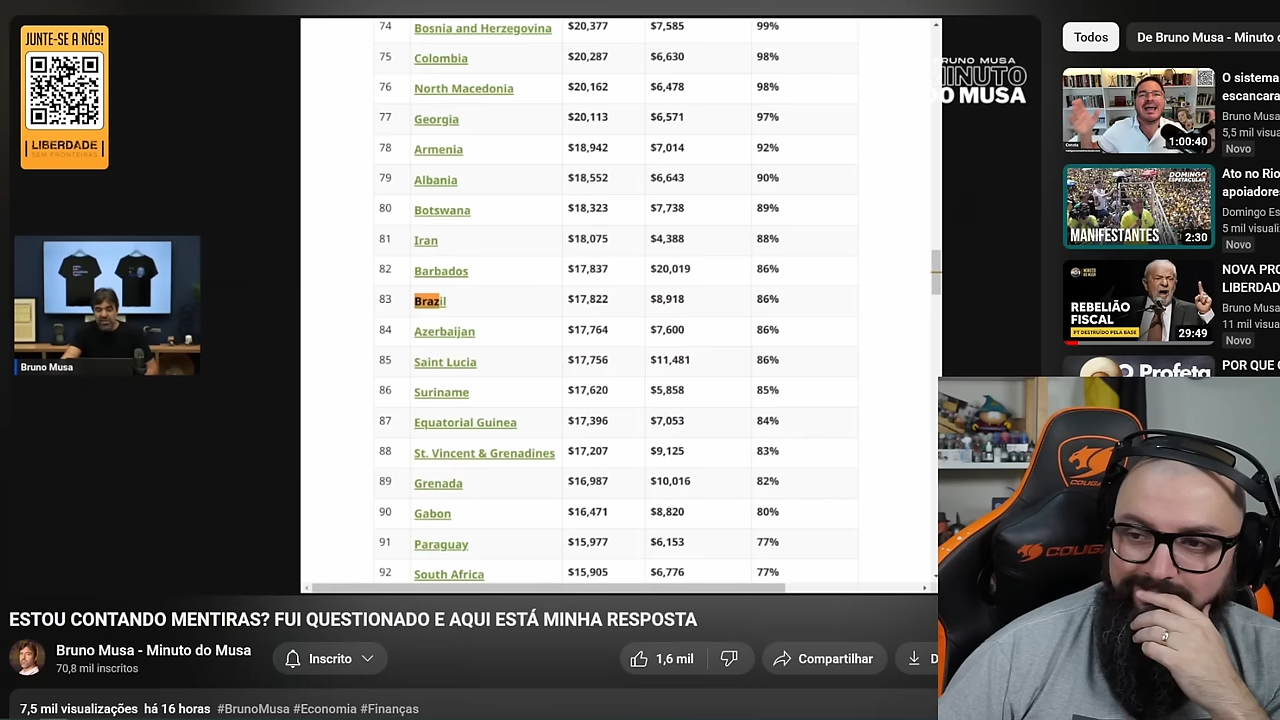 JUNTE-SE A NÓS!
LIBERDADE
SEM FRONTEIRAS
Bruno Musa
74 Bosnia and Herzegovina $20,377 $7,585 99%
75 Colombia $20,287 $6,630 98%
76 North Macedonia $20,162 $6,478 98%
77 Georgia $20,113 $6,571 97%
78 Armenia $18,942 $7,014 92%
79 Albania $18,552 $6,643 90%
80 Botswana $18,323 $7,738 89%
81 Iran $18,075 $4,388 88%
82 Barbados $17,837 $20,019 86%
83 Brazil $17,822 $8,918 86%
84 Azerbaijan $17,764 $7,600 86%
85 Saint Lucia $17,756 $11,481 86%
86 Suriname $17,620 $5,858 85%
87 Equatorial Guinea $17,396 $7,053 84%
88 St. Vincent & Grenadines $17,207 $9,125 83%
89 Grenada $16,987 $10,016 82%
90 Gabon $16,471 $8,820 80%
91 Paraguay $15,977 $6,153 77%
92 South Africa $15,905 $6,776 77%
BRUNO MUSA
MINUTO
DO MUSA
Todos De Bruno Musa - Minuto d
O sistema
escancara
Bruno Musa
5,5 mil visua
Novo
1:00:40
Ato no Rio
apoiadore
Domingo Es
5 mil visuali
Novo
DOMINGO
ESPETACULAR
MANIFESTANTES
2:30
NOVA PRO
LIBERDADE
Bruno Musa
11 mil visua
Novo
REBELIÃO
FISCAL
PT DESTRUÍDO PELA BASE
29:49
O Profeta
POR QUE
COUGAR
COUG
ESTOU CONTANDO MENTIRAS? FUI QUESTIONADO E AQUI ESTÁ MINHA RESPOSTA
Bruno Musa - Minuto do Musa
70,8 mil inscritos
Inscrito
1,6 mil
Compartilhar
D
7,5 mil visualizações há 16 horas #BrunoMusa #Economia #Finanças